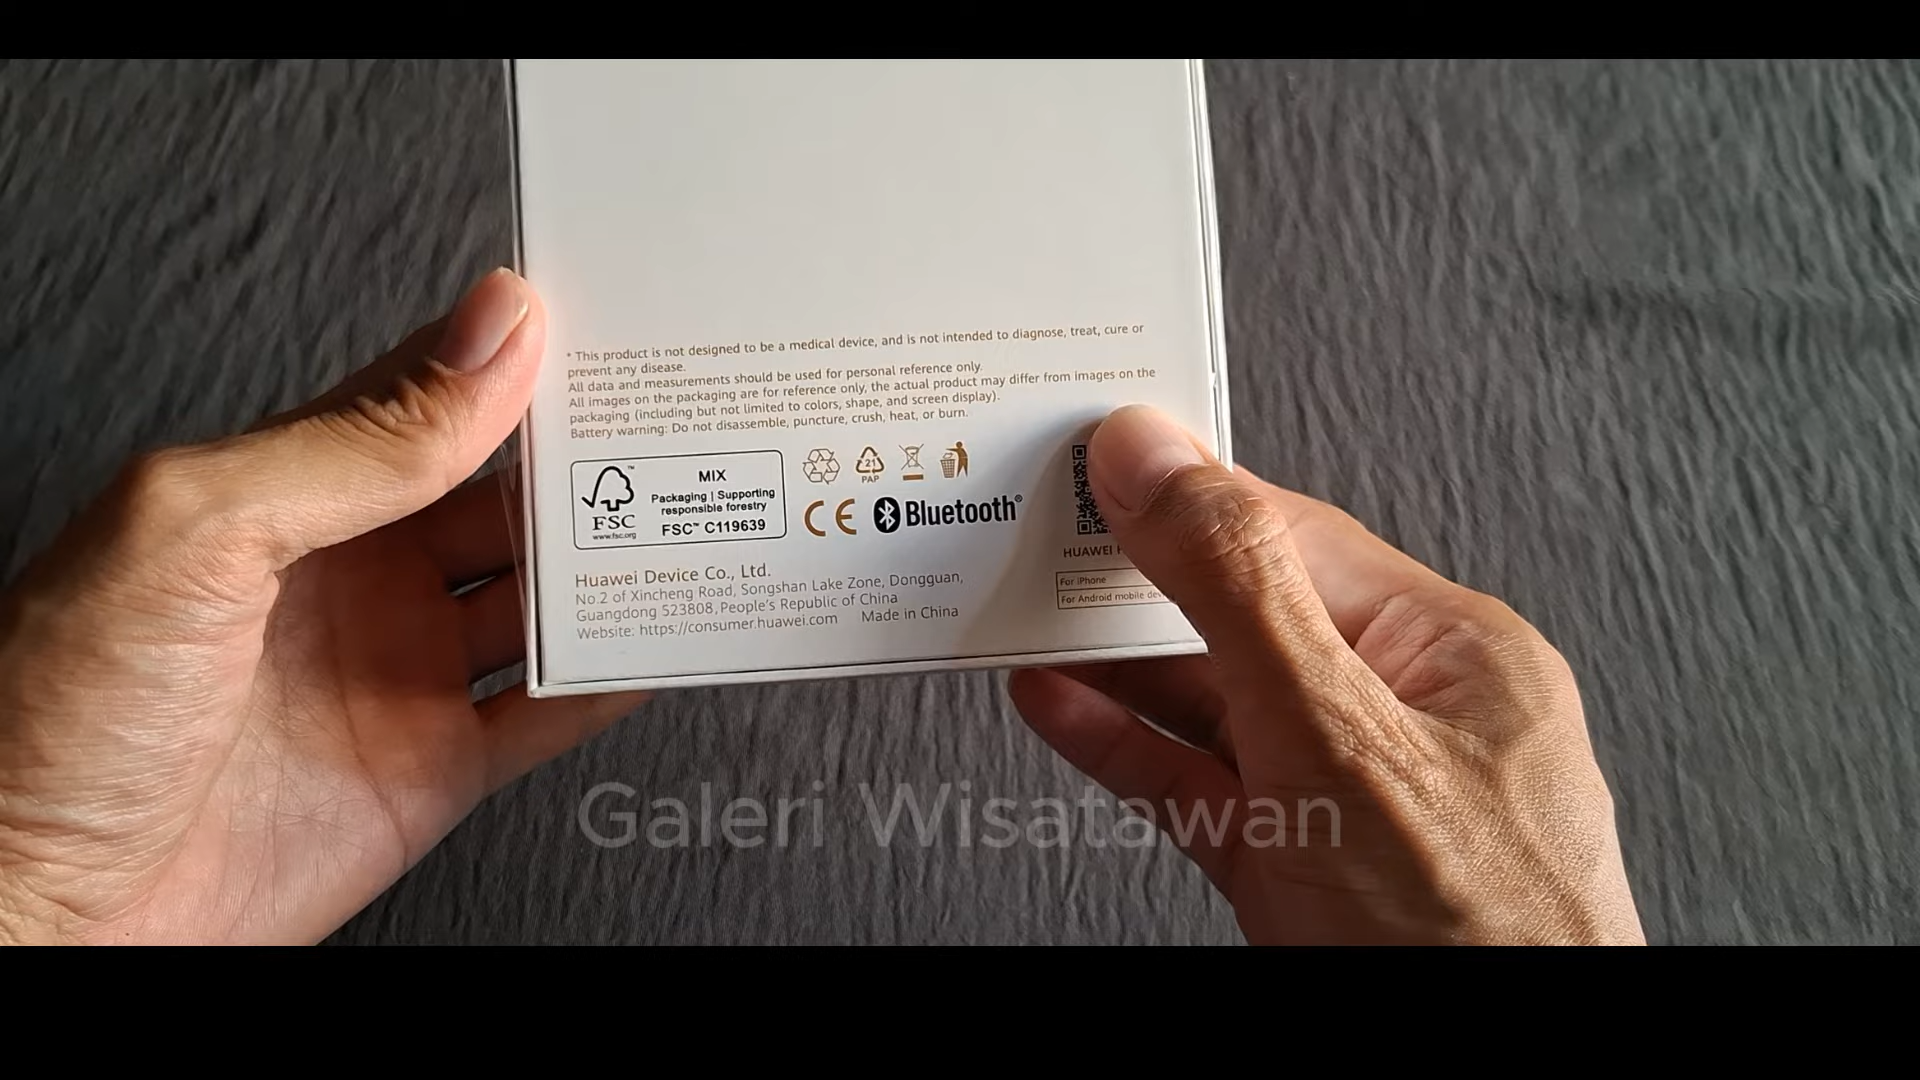 * This product is not designed to be a medical device, and is not intended to diagnose, treat, cure or
prevent any disease.
All data and measurements should be used for personal reference only.
All images on the packaging are for reference only, the actual product may differ from images on the
packaging (including but not limited to colors, shape, and screen display).
Battery warning: Do not disassemble, puncture, crush, heat, or burn.
FSC™
www.fsc.org
MIX
Packaging | Supporting
responsible forestry
FSC™ C119639
21
PAP
CE
Bluetooth®
HUAWEI
For iPhone
For Android mobile
Huawei Device Co., Ltd.
No.2 of Xincheng Road, Songshan Lake Zone, Dongguan,
Guangdong 523808, People's Republic of China
Website: https://consumer.huawei.com Made in China
Galeri Wisatawan